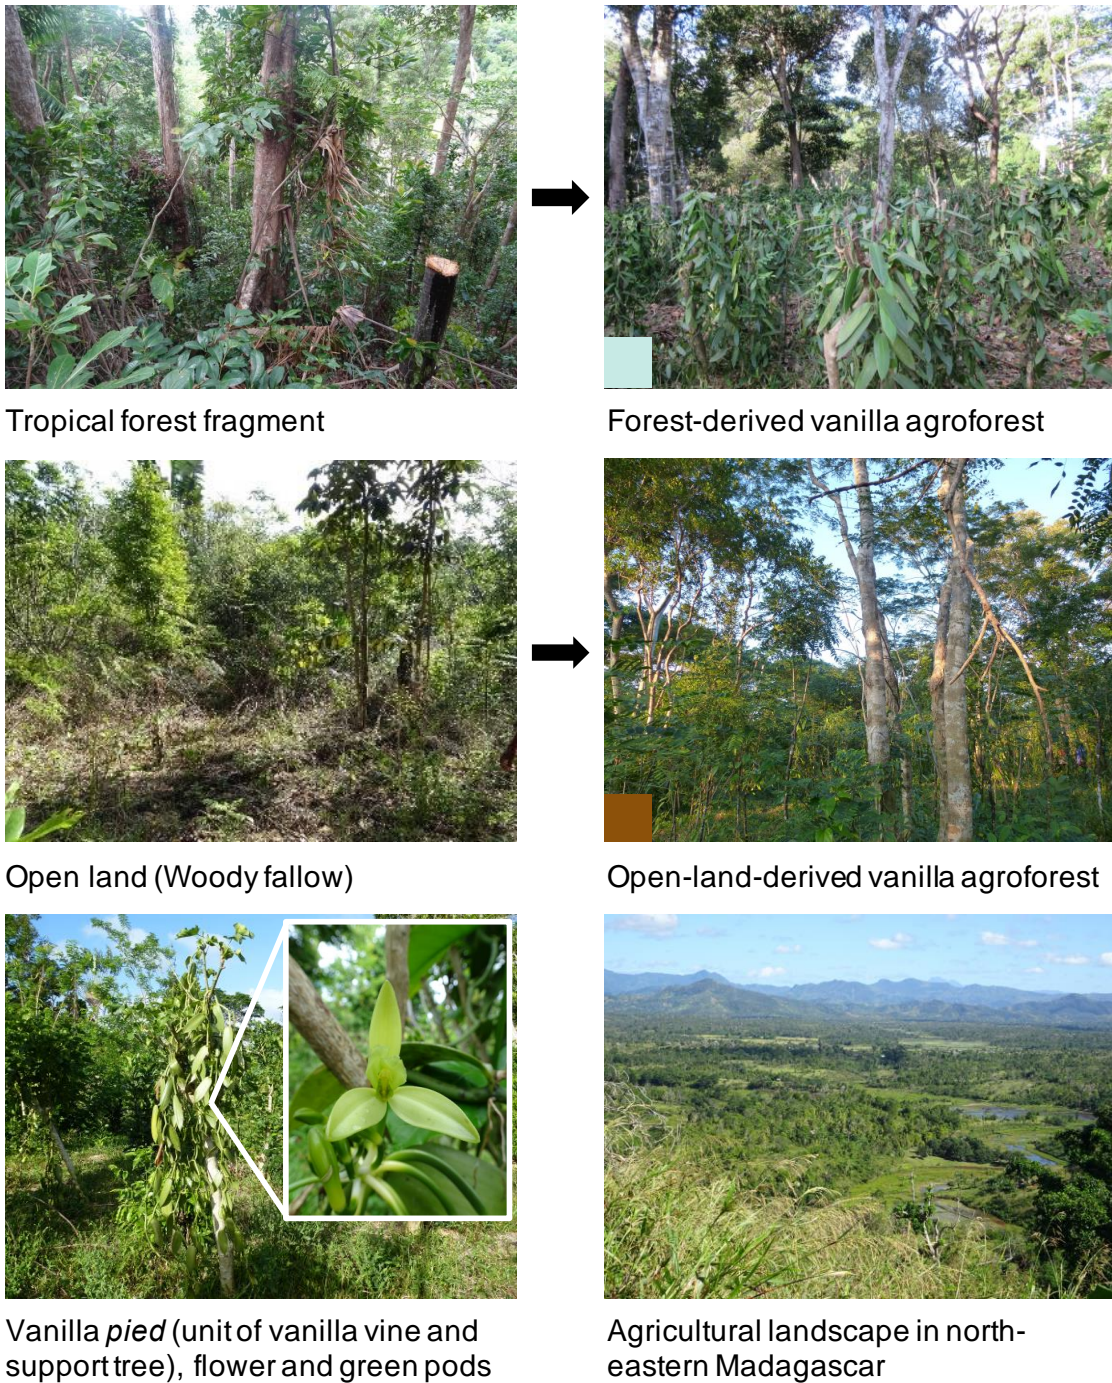 Tropical forest fragment
Forest-derived vanilla agroforest
Open land (Woody fallow)
Open-land-derived vanilla agroforest
Vanilla pied (unit of vanilla vine and
support tree), flower and green pods
Agricultural landscape in north-
eastern Madagascar